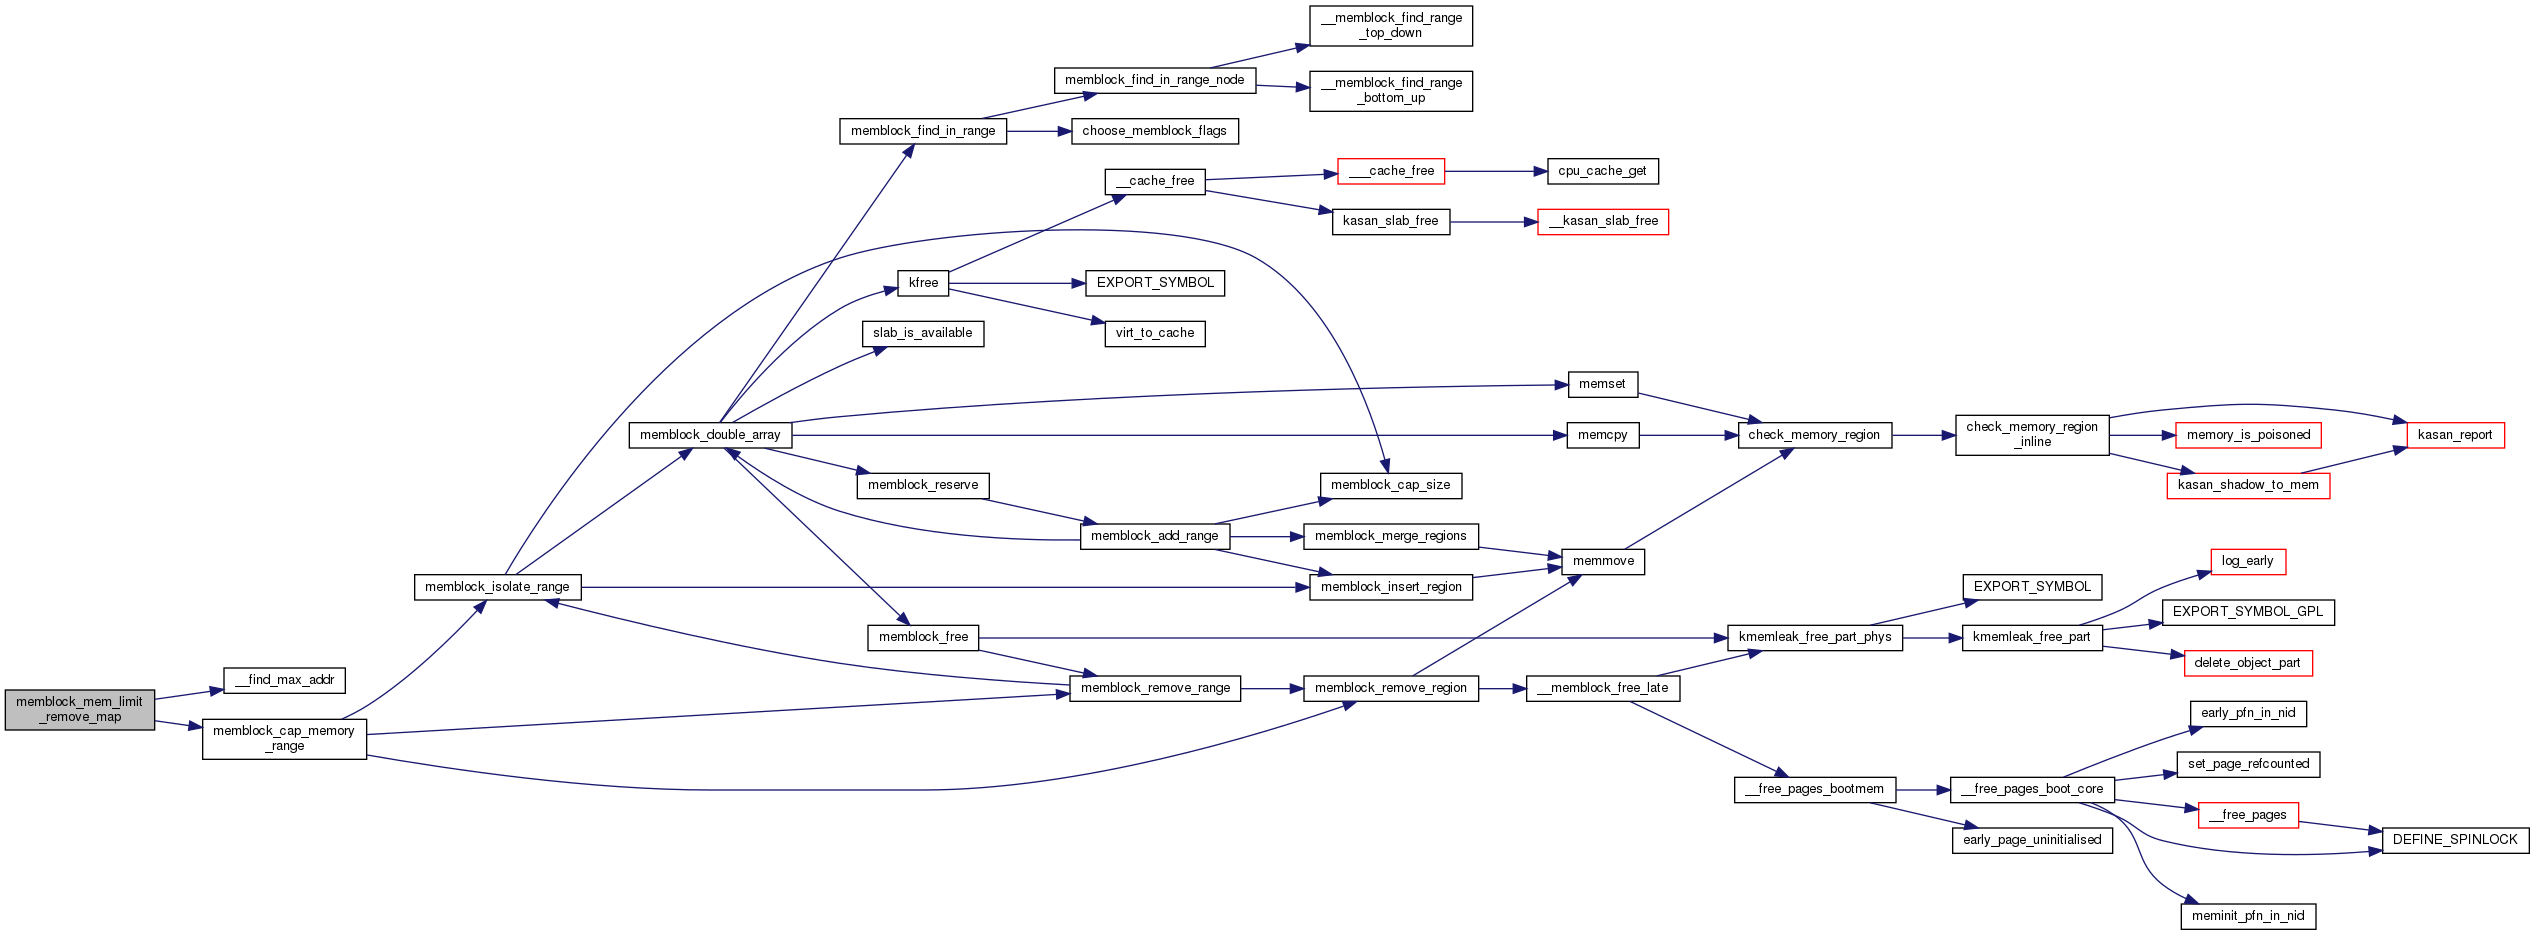 __memblock_find_range
_top_down
memblock_find_in_range_node
__memblock_find_range
_bottom_up
memblock_find_in_range
choose_memblock_flags
___cache_free
cpu_cache_get
__cache_free
kasan_slab_free
__kasan_slab_free
kfree
EXPORT_SYMBOL
slab_is_available
virt_to_cache
memset
memblock_double_array
memcpy
check_memory_region
check_memory_region
_inline
memory_is_poisoned
kasan_report
memblock_reserve
memblock_cap_size
kasan_shadow_to_mem
memblock_add_range
memblock_merge_regions
memmove
log_early
memblock_isolate_range
memblock_insert_region
EXPORT_SYMBOL
EXPORT_SYMBOL_GPL
memblock_free
kmemleak_free_part_phys
kmemleak_free_part
delete_object_part
__find_max_addr
memblock_remove_range
memblock_remove_region
__memblock_free_late
memblock_mem_limit
_remove_map
early_pfn_in_nid
memblock_cap_memory
_range
set_page_refcounted
__free_pages_bootmem
__free_pages_boot_core
__free_pages
early_page_uninitialised
DEFINE_SPINLOCK
meminit_pfn_in_nid